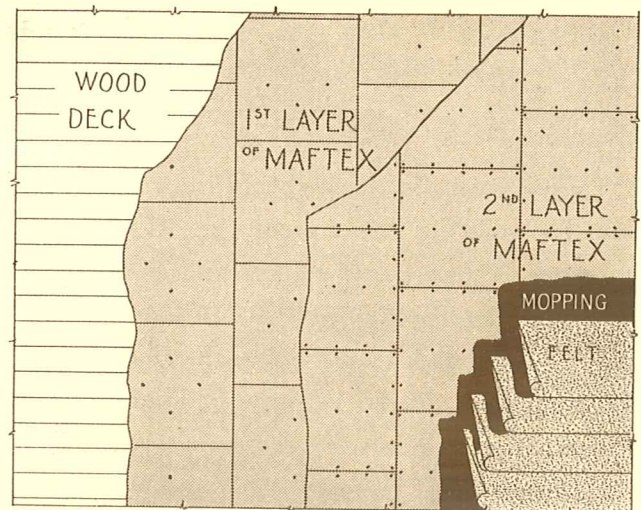 WOOD
DECK
1ST LAYER
OF MAFTEX
2ND LAYER
OF MAFTEX
MOPPING
FELT